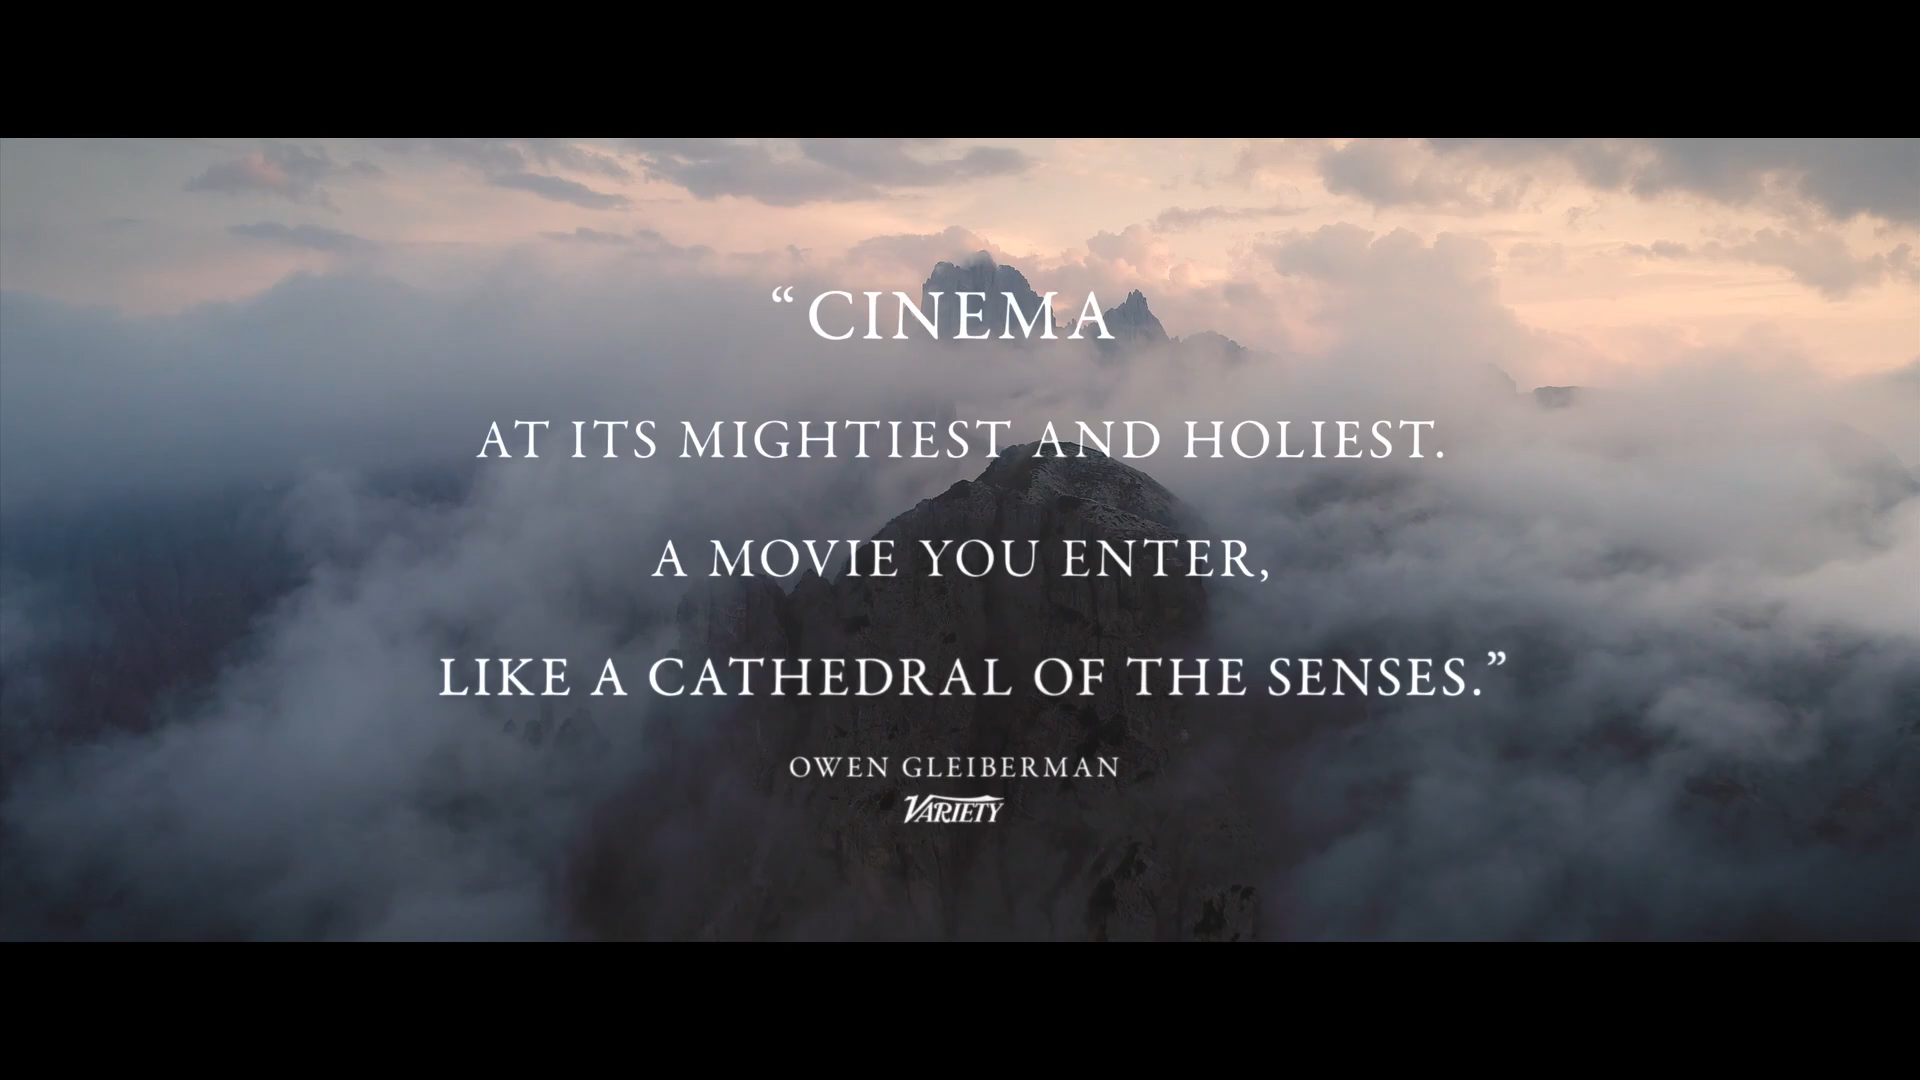 “CINEMA
AT ITS MIGHTIEST AND HOLIEST.
A MOVIE YOU ENTER,
LIKE A CATHEDRAL OF THE SENSES.”
OWEN GLEIBERMAN
VARIETY